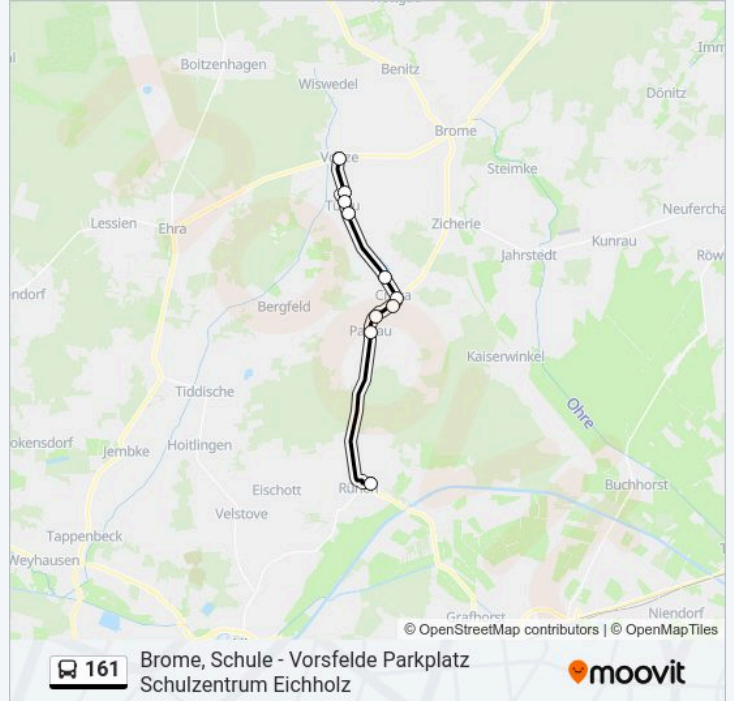 Boitzenhagen
Benitz
Wiswedel
Dönitz
Brome
Steimke
Lessien
Ehra
Zicherie
Kunrau
Jahrstedt
Bergfeld
Kaiserwinkel
Tiddische
Ohre
Hoitlingen
Jembke
Eischott
Buchhorst
Velstove
Tappenbeck
Weyhausen
Grafhorst
Niendorf
© OpenStreetMap contributors | © OpenMapTiles
161
Brome, Schule - Vorsfelde Parkplatz
Schulzentrum Eichholz
moovit